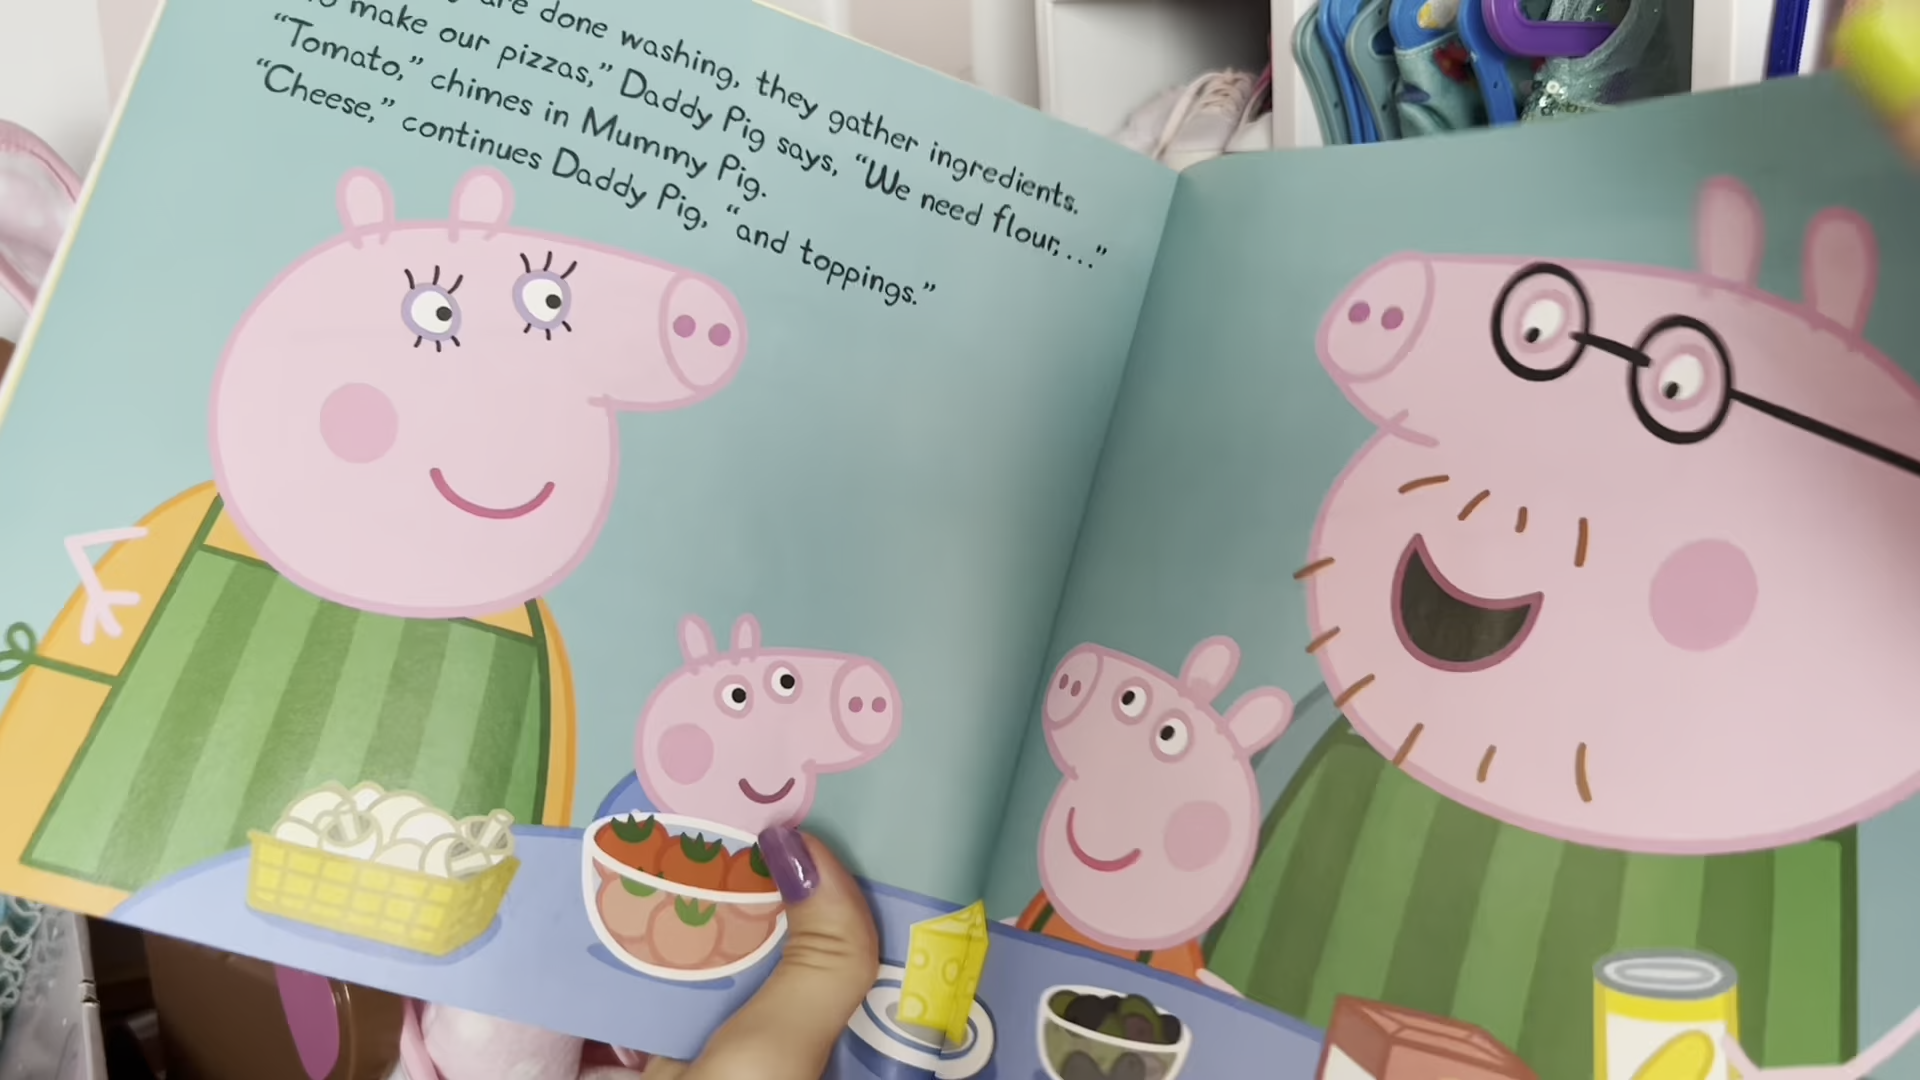 are done washing, they gather ingredients.
make our pizzas,” Daddy Pig says, “We need flour,...”
“Tomato,” chimes in Mummy Pig.
“Cheese,” continues Daddy Pig, “and toppings.”